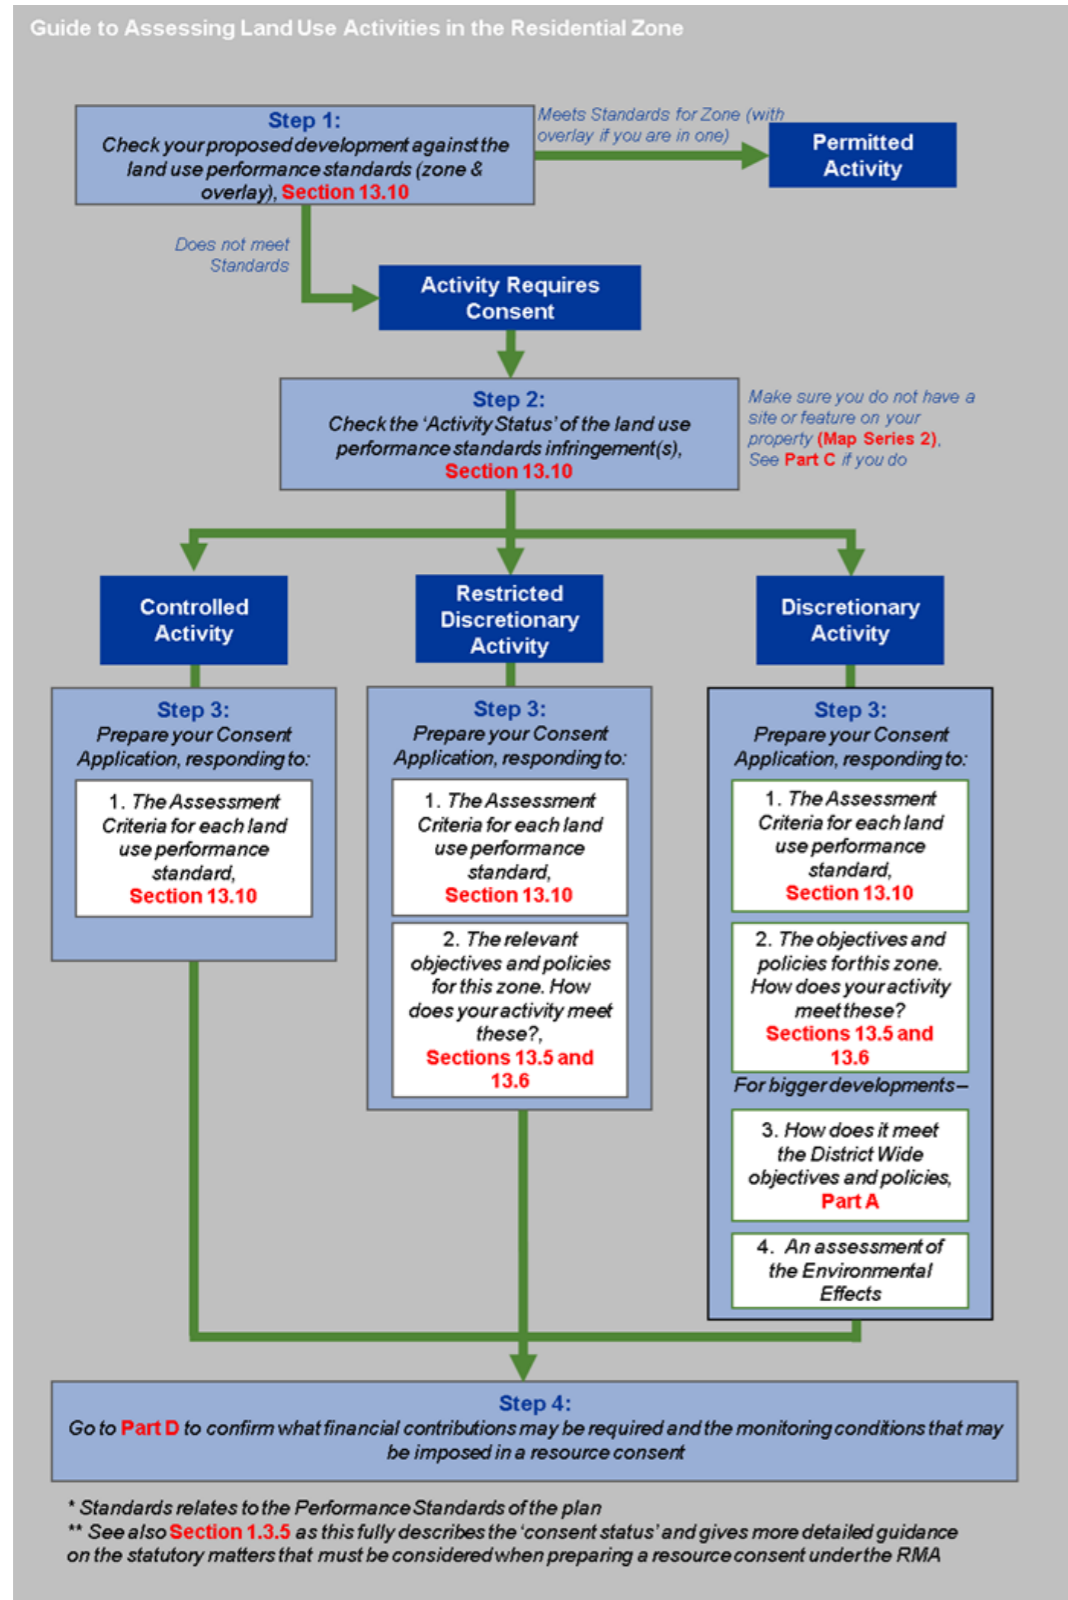 Guide to Assessing Land Use Activities in the Residential Zone
Step 1:
Check your proposed development against the
land use performance standards (zone &
overlay), Section 13.10
Meets Standards for Zone (with
overlay if you are in one)
Permitted
Activity
Does not meet
Standards
Activity Requires
Consent
Step 2:
Check the ‘Activity Status’ of the land use
performance standards infringement(s),
Section 13.10
Make sure you do not have a
site or feature on your
property (Map Series 2),
See Part C if you do
Controlled
Activity
Step 3:
Prepare your Consent
Application, responding to:
1. The Assessment
Criteria for each land
use performance
standard,
Section 13.10
Restricted
Discretionary
Activity
Step 3:
Prepare your Consent
Application, responding to:
1. The Assessment
Criteria for each land
use performance
standard,
Section 13.10
2. The relevant
objectives and policies
for this zone. How
does your activity meet
these?,
Sections 13.5 and
13.6
Discretionary
Activity
Step 3:
Prepare your Consent
Application, responding to:
1. The Assessment
Criteria for each land
use performance
standard,
Section 13.10
2. The objectives and
policies for this zone.
How does your activity
meet these?
Sections 13.5 and
13.6
For bigger developments –
3. How does it meet
the District Wide
objectives and policies,
Part A
4. An assessment of
the Environmental
Effects
Step 4:
Go to Part D to confirm what financial contributions may be required and the monitoring conditions that may
be imposed in a resource consent
* Standards relates to the Performance Standards of the plan
** See also Section 1.3.5 as this fully describes the ‘consent status’ and gives more detailed guidance
on the statutory matters that must be considered when preparing a resource consent under the RMA